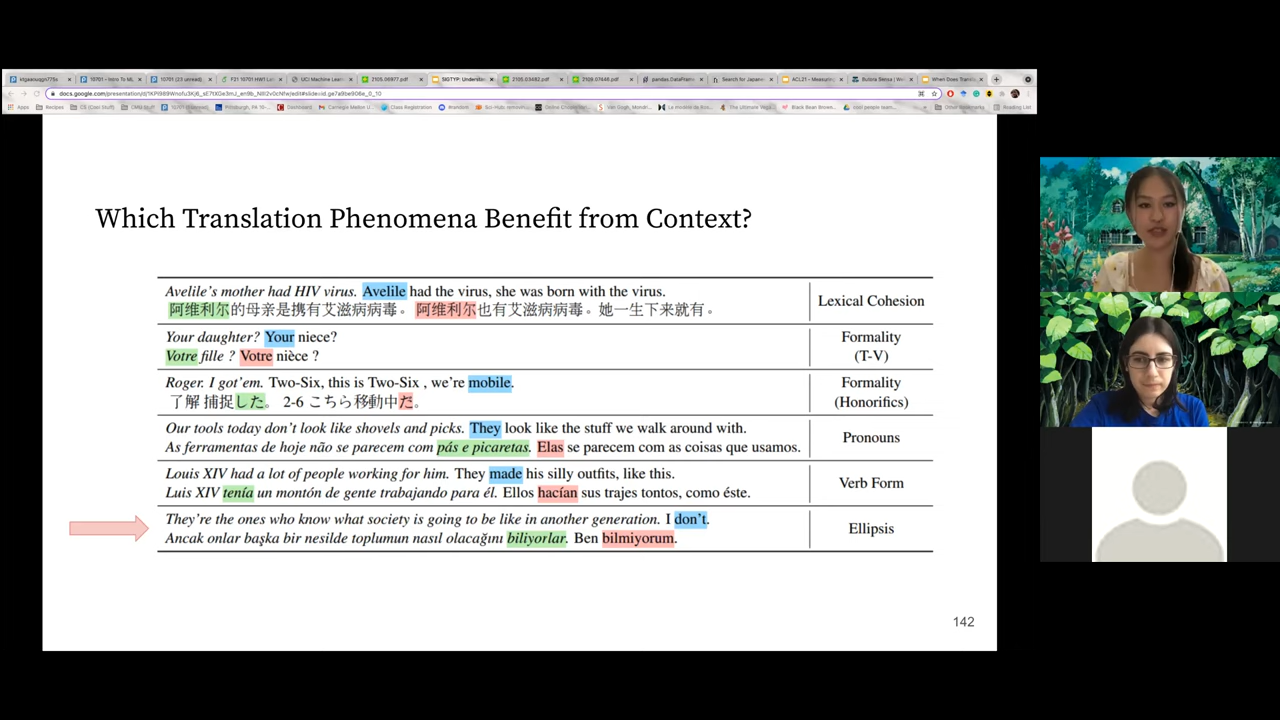 2105.06977.pdf
2105.03482.pdf
2109.07446.pdf
Which Translation Phenomena Benefit from Context?
Avelile's mother had HIV virus. Avelile had the virus, she was born with the virus.
阿维利尔的母亲是携有艾滋病病毒。 阿维利尔也有艾滋病病毒。她一生下来就有。
Lexical Cohesion
Your daughter? Your niece?
Votre fille ? Votre nièce ?
Formality
(T-V)
Roger. I got'em. Two-Six, this is Two-Six , we're mobile.
了解 捕捉した。 2-6 こちら移動中だ。
Formality
(Honorifics)
Our tools today don't look like shovels and picks. They look like the stuff we walk around with.
As ferramentas de hoje não se parecem com pás e picaretas. Elas se parecem com as coisas que usamos.
Pronouns
Louis XIV had a lot of people working for him. They made his silly outfits, like this.
Luis XIV tenía un montón de gente trabajando para él. Ellos hacían sus trajes tontos, como éste.
Verb Form
They're the ones who know what society is going to be like in another generation. I don't.
Ancak onlar başka bir nesilde toplumun nasıl olacağını biliyorlar. Ben bilmiyorum.
Ellipsis
142